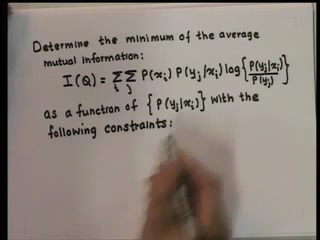 Determine the minimum of the average
mutual information:
I(Q) = ΣΣ P(xi) P(yj|xi) log{P(yj|xi)/P(yj)}
i j
as a function of {P(yj|xi)} with the
following constraints: